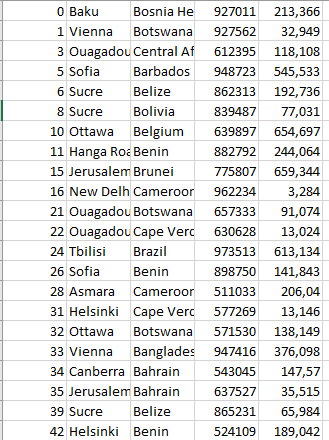 0 Baku Bosnia He 927011 213,366
1 Vienna Botswana 927562 32,949
3 Ouagadou Central Af 612395 118,108
5 Sofia Barbados 948723 545,533
6 Sucre Belize 862313 192,736
8 Sucre Bolivia 839487 77,031
10 Ottawa Belgium 639897 654,697
11 Hanga Roa Benin 882792 244,064
15 Jerusalem Brunei 775807 659,344
16 New Delh Cameroon 962234 3,284
21 Ouagadou Botswana 657333 91,074
22 Ouagadou Cape Verd 630628 13,024
24 Tbilisi Brazil 973513 613,134
26 Sofia Benin 898750 141,843
28 Asmara Cameroon 511033 206,04
31 Helsinki Cape Verd 577269 13,146
32 Ottawa Botswana 571530 138,149
33 Vienna Banglades 947416 376,098
34 Canberra Bahrain 543045 147,57
35 Jerusalem Bahrain 637527 35,515
39 Sucre Belize 865231 65,984
42 Helsinki Benin 524109 189,042